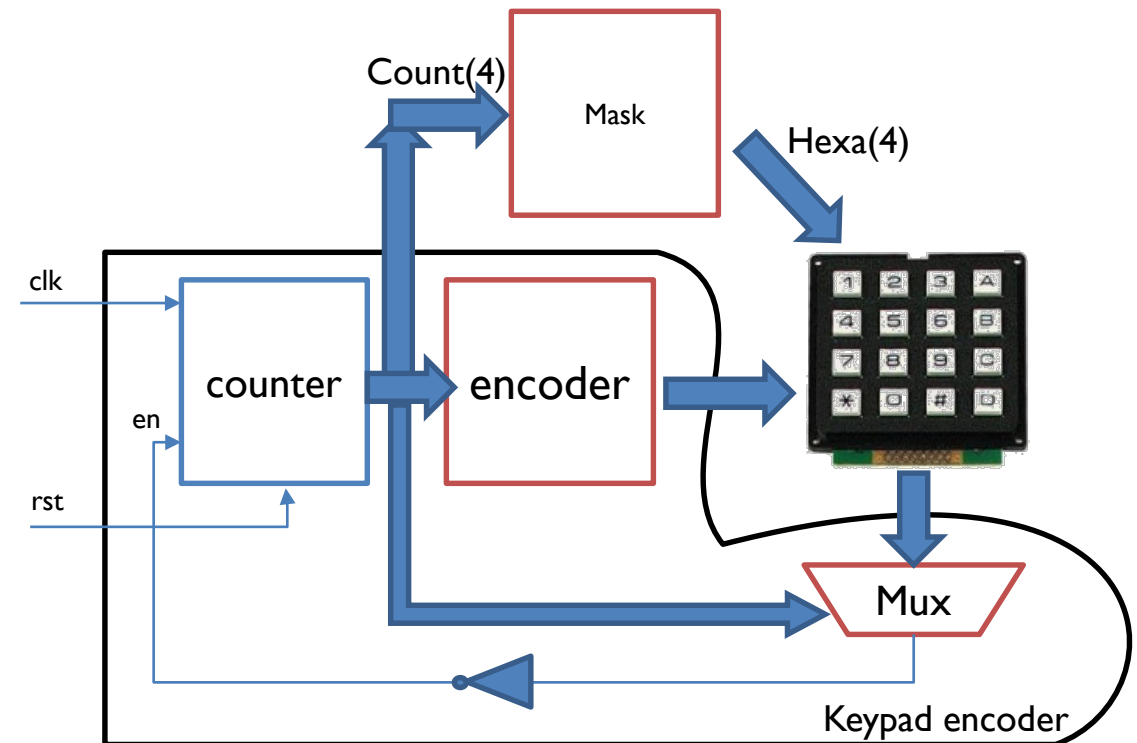 Count(4)
Mask
Hexa(4)
clk
counter
encoder
1 2 3 A
4 5 6 B
7 8 9 C
* 0 # D
en
rst
Mux
Keypad encoder